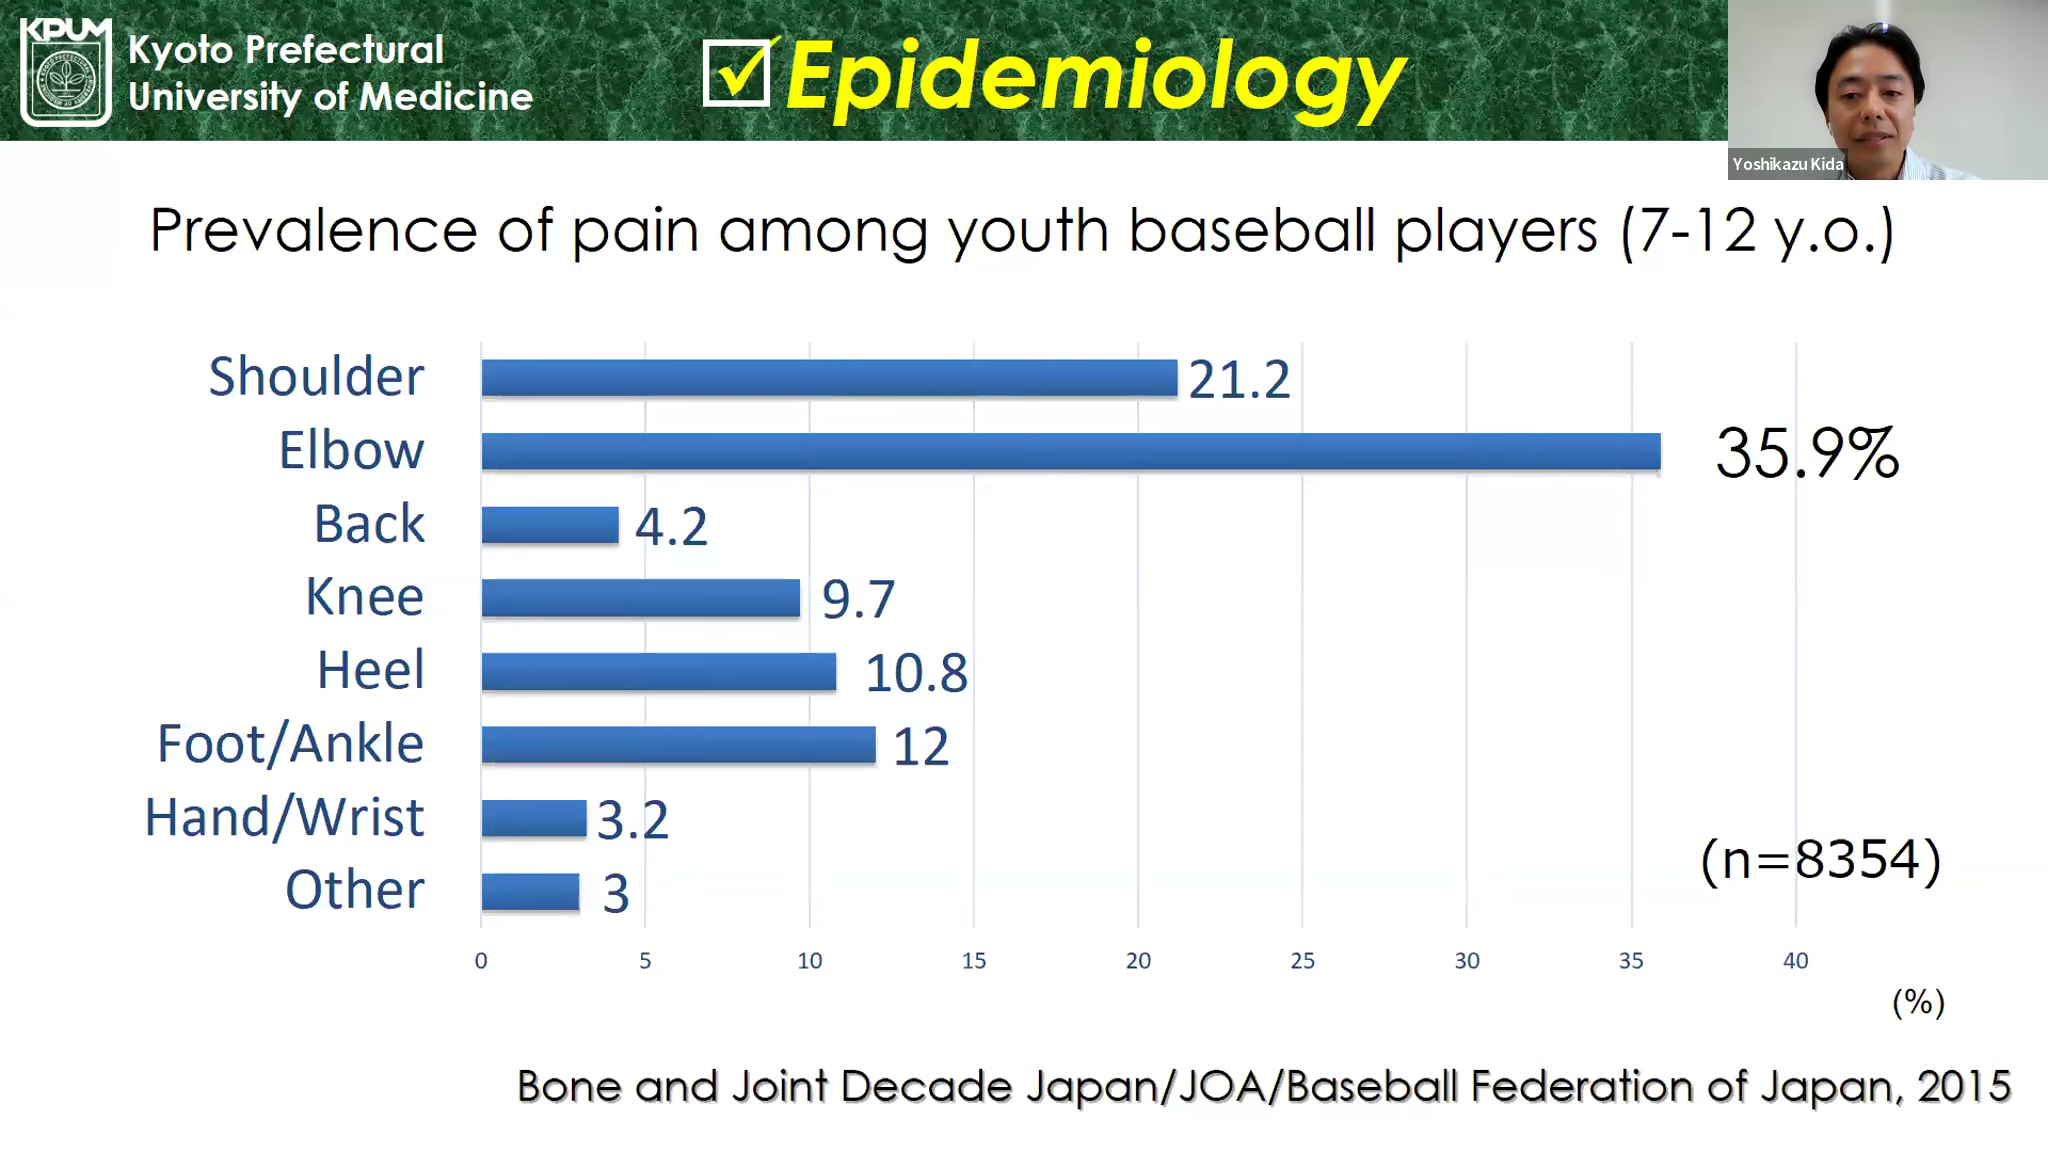 KPUM
Kyoto Prefectural
University of Medicine
Epidemiology
Yoshikazu Kida
Prevalence of pain among youth baseball players (7-12 y.o.)
Shoulder 21.2
Elbow 35.9%
Back 4.2
Knee 9.7
Heel 10.8
Foot/Ankle 12
Hand/Wrist 3.2
(n=8354)
Other 3
0 5 10 15 20 25 30 35 40
(%)
Bone and Joint Decade Japan/JOA/Baseball Federation of Japan, 2015